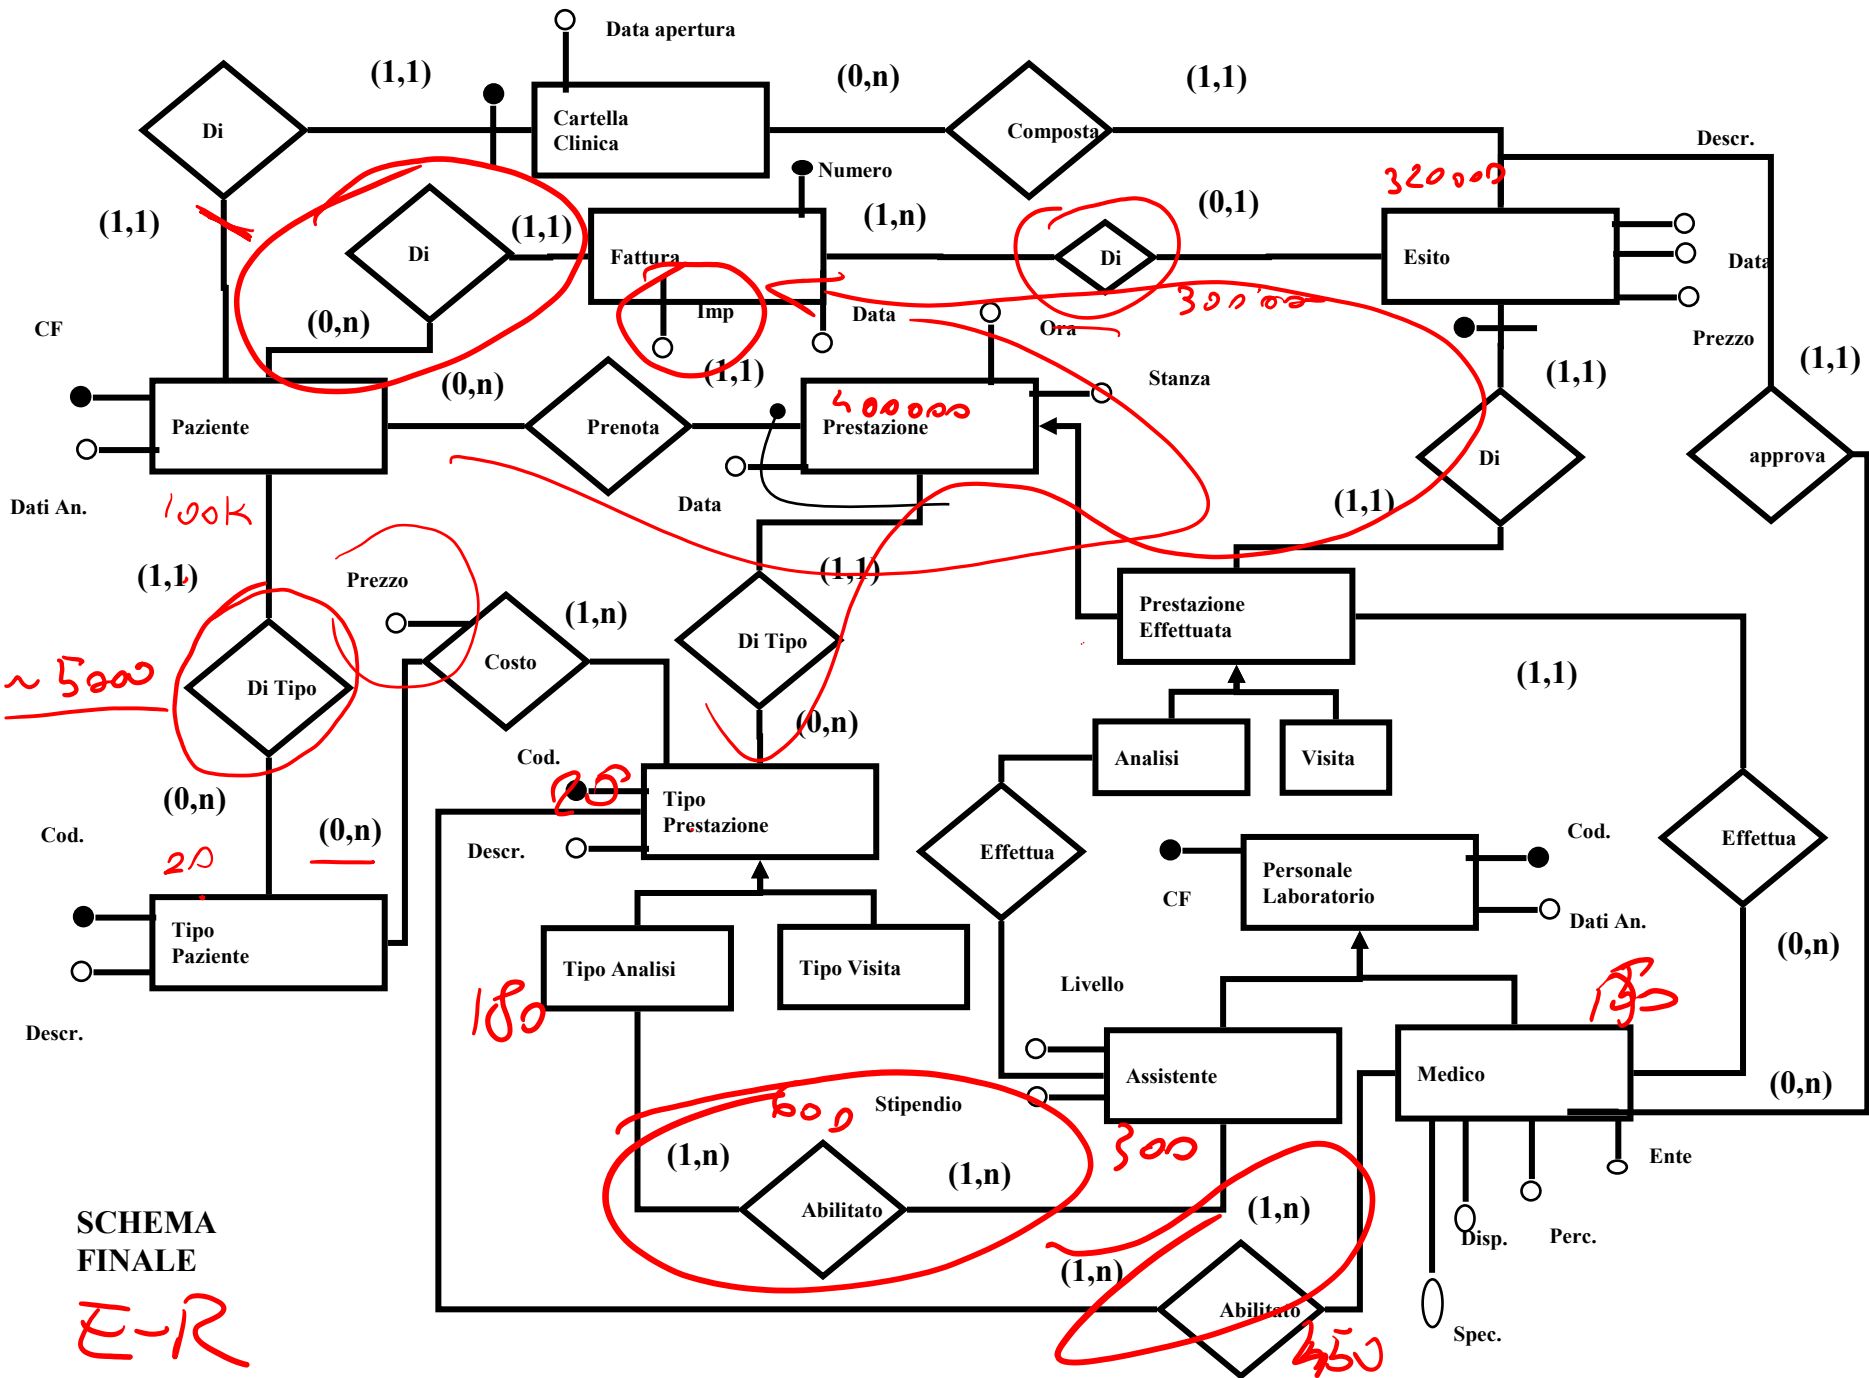 Data apertura
(1,1)
(0,n)
(1,1)
Di
Cartella
Clinica
Composta
Descr.
Numero
320000
(1,1)
(1,1)
(1,n)
(0,1)
Di
Fattura
Di
Esito
Data
Imp
Data
300'000
(0,n)
Ora
CF
Prezzo
(0,n)
(1,1)
Stanza
(1,1)
(1,1)
400000
Paziente
Prenota
Prestazione
Di
approva
Data
(1,1)
Dati An.
100K
(1,1)
Prezzo
(1,n)
(1,1)
Prestazione
Effettuata
Di Tipo
Costo
Di Tipo
(1,1)
~ 5000
(0,n)
Cod.
Analisi
Visita
(0,n)
Tipo
Prestazione
Cod.
(0,n)
Descr.
Effettua
Cod.
Effettua
20
Personale
Laboratorio
CF
Dati An.
Tipo
Paziente
(0,n)
Tipo Analisi
Tipo Visita
Livello
180
Descr.
Assistente
Medico
(0,n)
600
Stipendio
300
(1,n)
(1,n)
Ente
Abilitato
(1,n)
SCHEMA
FINALE
Disp.
Perc.
(1,n)
Abilitato
Spec.
E-R